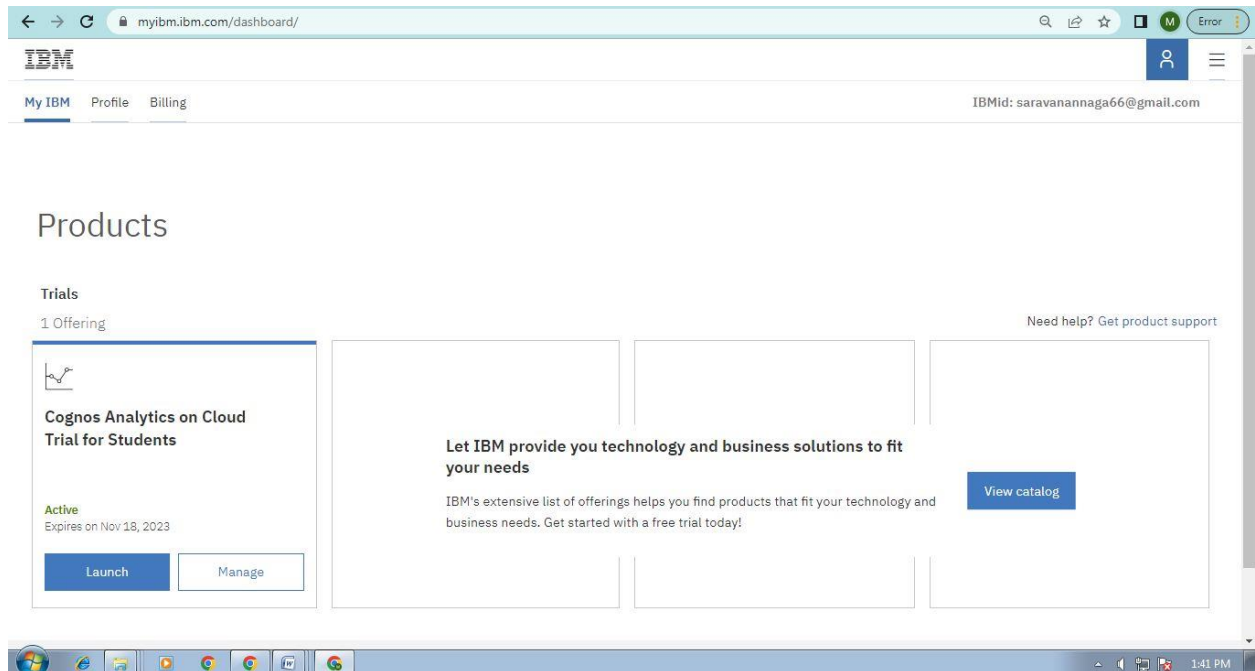 myibm.ibm.com/dashboard/
M
Error
IBM
My IBM Profile Billing
IBMid: saravanannaga66@gmail.com
Products
Trials
1 Offering
Need help? Get product support
Cognos Analytics on Cloud
Trial for Students
Active
Expires on Nov 18, 2023
Launch
Manage
Let IBM provide you technology and business solutions to fit
your needs
IBM's extensive list of offerings helps you find products that fit your technology and
business needs. Get started with a free trial today!
View catalog
1:41 PM